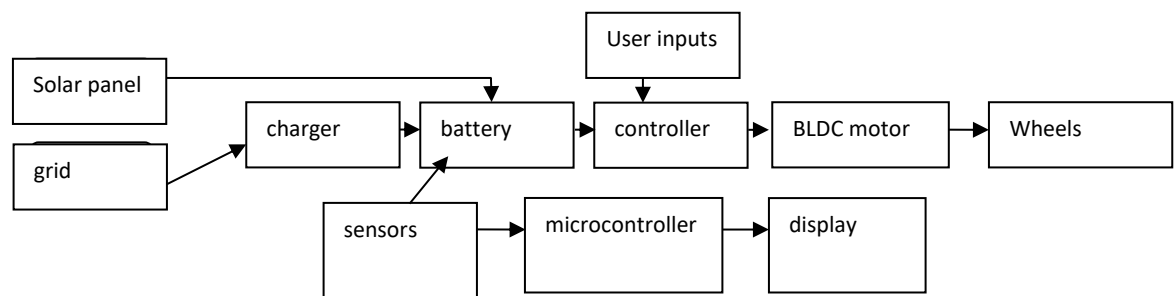 User inputs
Solar panel
charger
battery
controller
BLDC motor
Wheels
grid
sensors
microcontroller
display